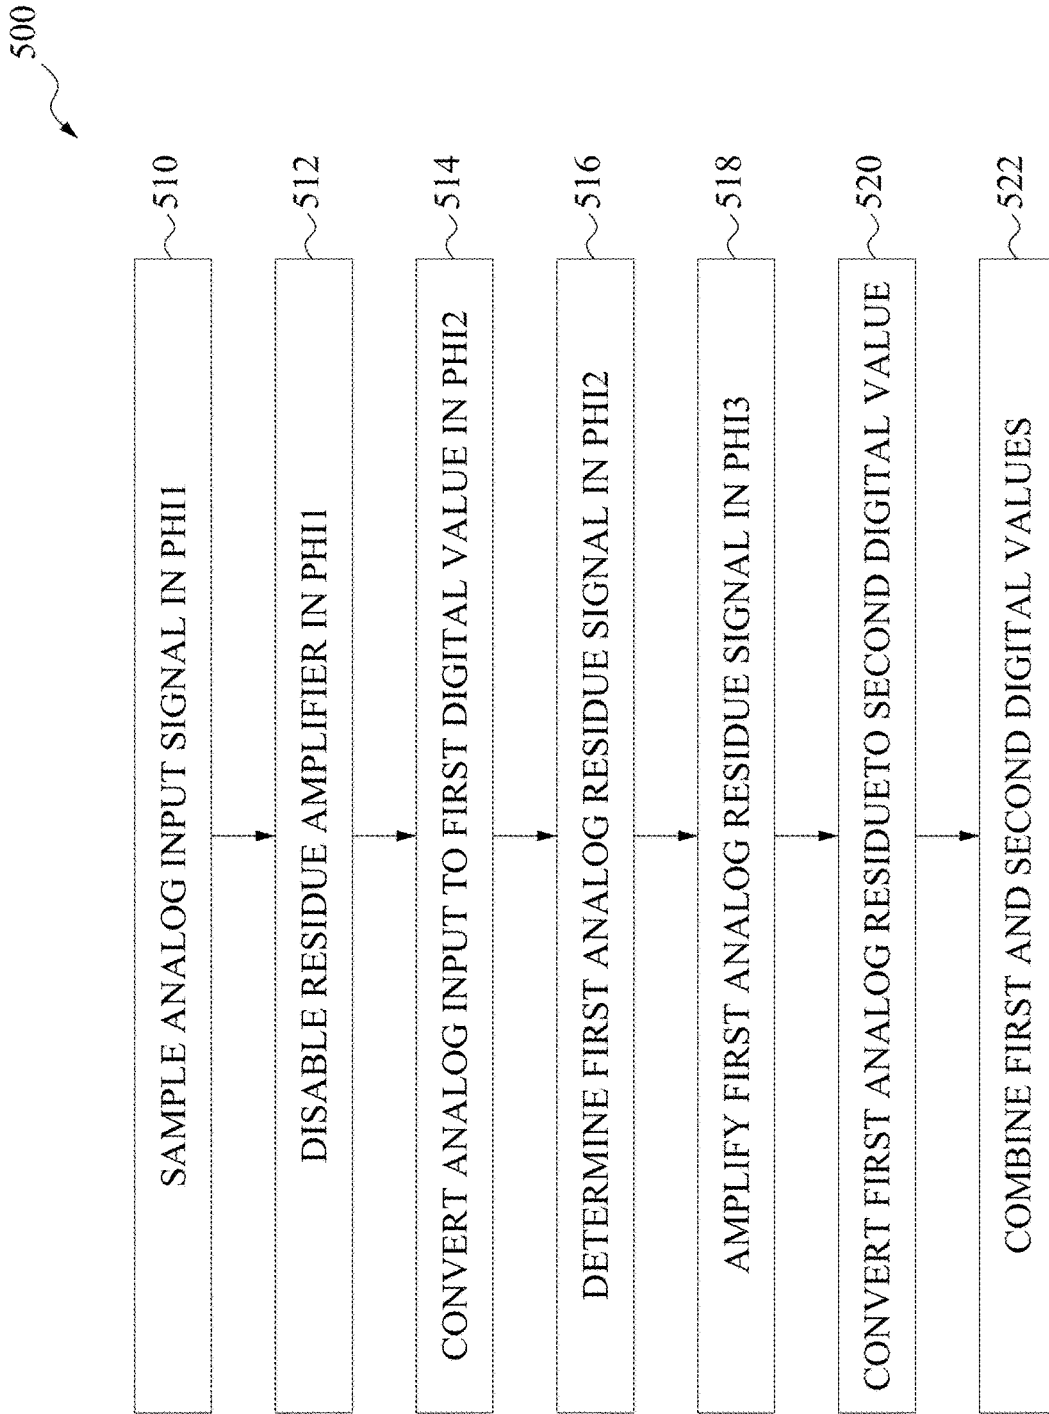 500
SAMPLE ANALOG INPUT SIGNAL IN PHI1
510
DISABLE RESIDUE AMPLIFIER IN PHI1
512
CONVERT ANALOG INPUT TO FIRST DIGITAL VALUE IN PHI2
514
DETERMINE FIRST ANALOG RESIDUE SIGNAL IN PHI2
516
AMPLIFY FIRST ANALOG RESIDUE SIGNAL IN PHI3
518
CONVERT FIRST ANALOG RESIDUETO SECOND DIGITAL VALUE
520
COMBINE FIRST AND SECOND DIGITAL VALUES
522